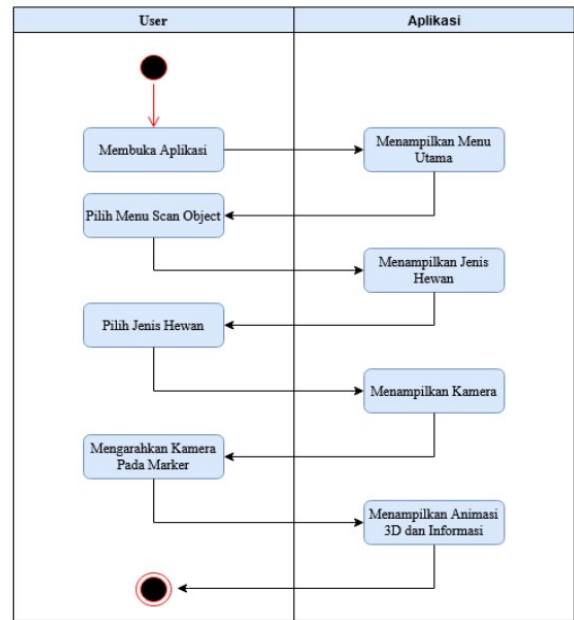 User
Aplikasi
Membuka Aplikasi
Menampilkan Menu
Utama
Pilih Menu Scan Object
Menampilkan Jenis
Hewan
Pilih Jenis Hewan
Menampilkan Kamera
Mengarahkan Kamera
Pada Marker
Menampilkan Animasi
3D dan Informasi